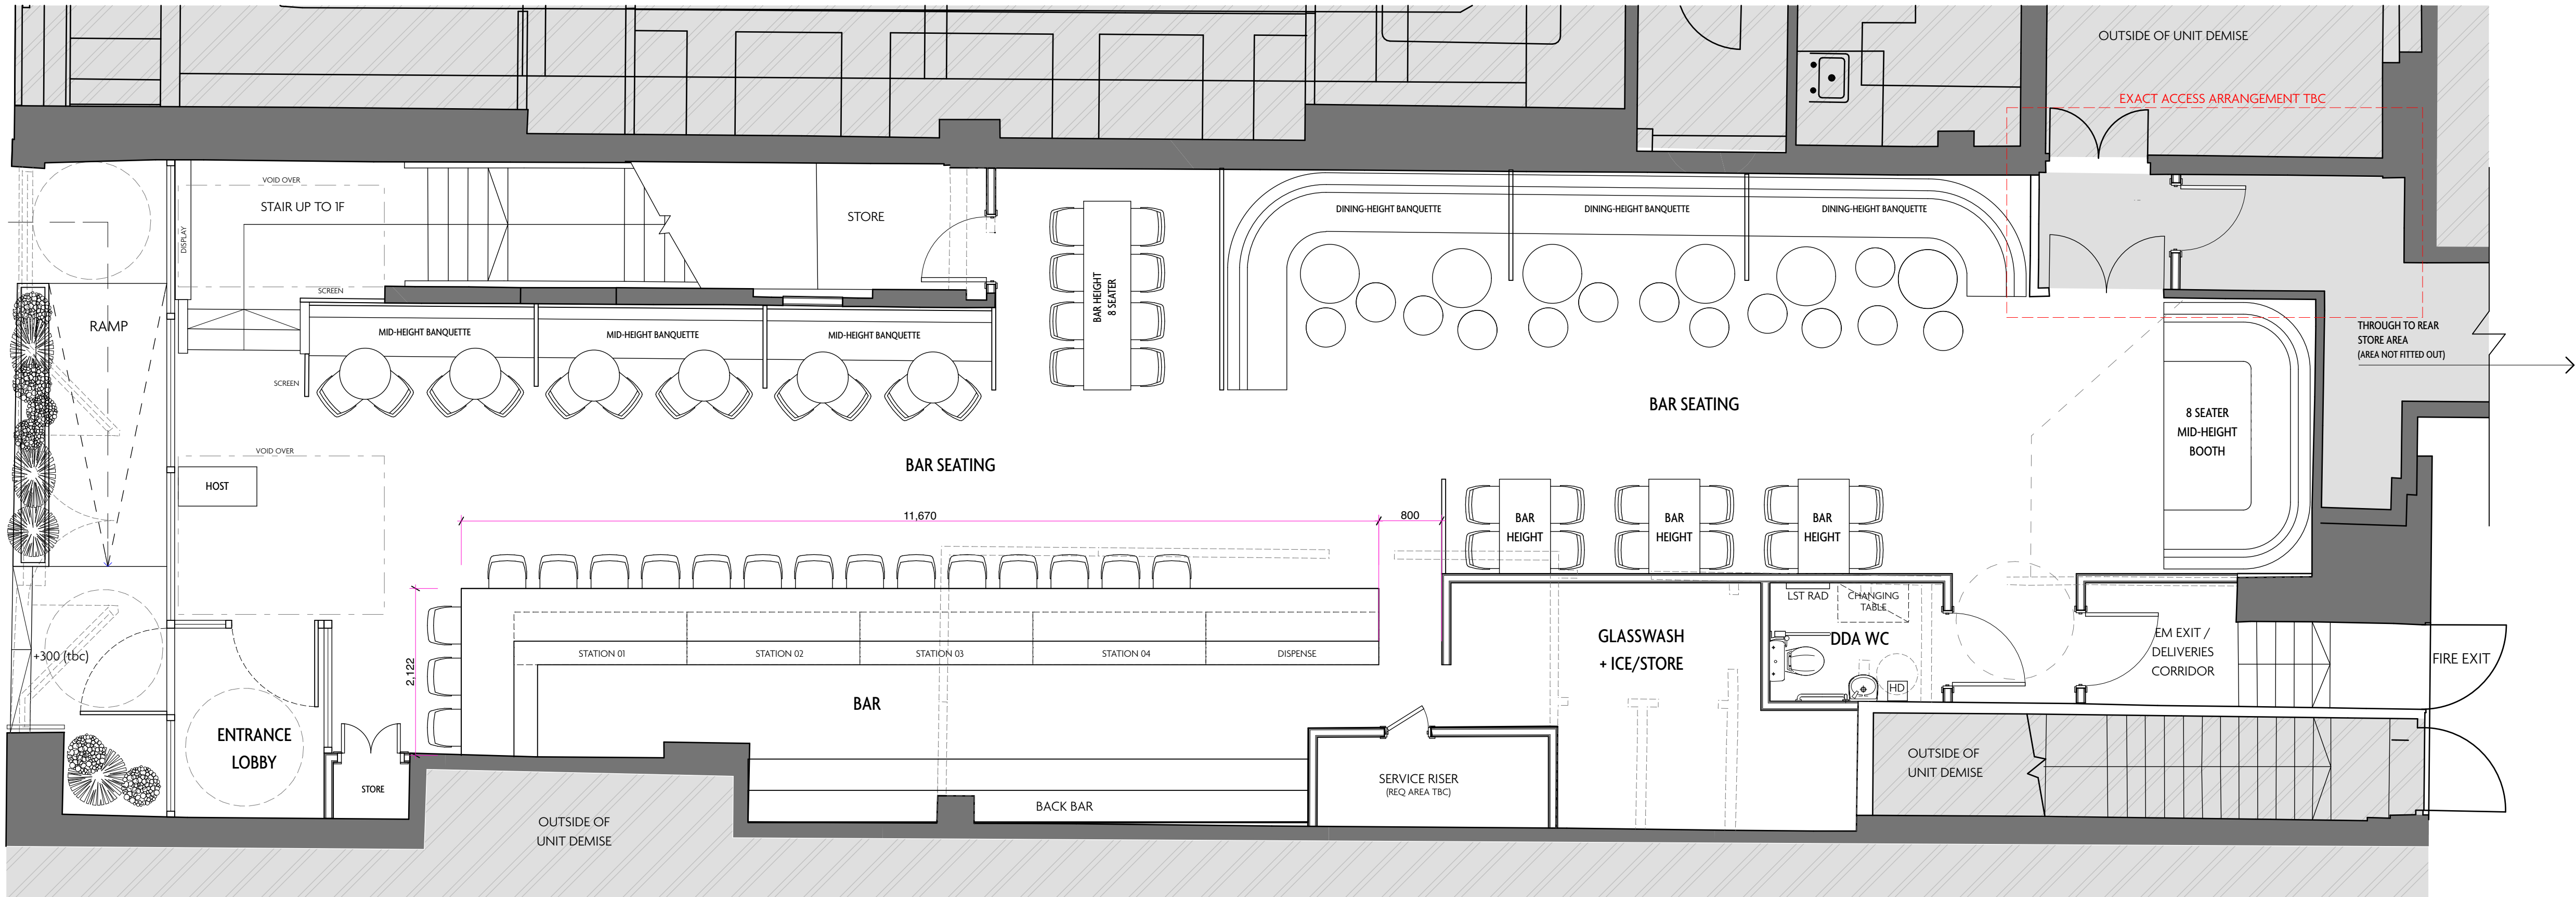 OUTSIDE OF UNIT DEMISE
EXACT ACCESS ARRANGEMENT TBC
VOID OVER
STAIR UP TO 1F
DISPLAY
STORE
SCREEN
RAMP
MID-HEIGHT BANQUETTE
MID-HEIGHT BANQUETTE
MID-HEIGHT BANQUETTE
SCREEN
BAR HEIGHT
8 SEATER
DINING-HEIGHT BANQUETTE
DINING-HEIGHT BANQUETTE
DINING-HEIGHT BANQUETTE
THROUGH TO REAR
STORE AREA
(AREA NOT FITTED OUT)
BAR SEATING
8 SEATER
MID-HEIGHT
BOOTH
VOID OVER
HOST
BAR SEATING
11,670
800
BAR
HEIGHT
BAR
HEIGHT
BAR
HEIGHT
2,122
STATION 01
STATION 02
STATION 03
STATION 04
DISPENSE
BAR
GLASSWASH
+ ICE/STORE
LST RAD
CHANGING
TABLE
DDA WC
HD
EM EXIT /
DELIVERIES
CORRIDOR
FIRE EXIT
+300 (tbc)
ENTRANCE
LOBBY
STORE
BACK BAR
SERVICE RISER
(REQ AREA TBC)
OUTSIDE OF
UNIT DEMISE
OUTSIDE OF
UNIT DEMISE